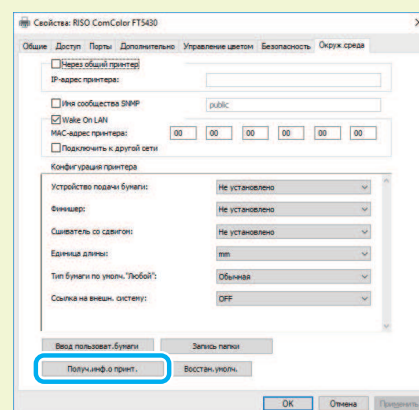 Свойства: RISO ComColor FT5430
Общие Доступ Порты Дополнительно Управление цветом Безопасность Окруж.среда
Через общий принтер
IP-адрес принтера:
Имя сообщества SNMP public
Wake On LAN
MAC-адрес принтера: 00 00 00 00 00 00
Подключить к другой сети
Конфигурация принтера
Устройство подачи бумаги: Не установлено
Финишер: Не установлено
Сшиватель со сдвигом: Не установлено
Единица длины: mm
Тип бумаги по умолч."Любой": Обычная
Ссылка на внешн. систему: OFF
Ввод пользоват.бумаги Запись папки
Получ.инф.о принт. Восстан.умолч.
OK Отмена Применить